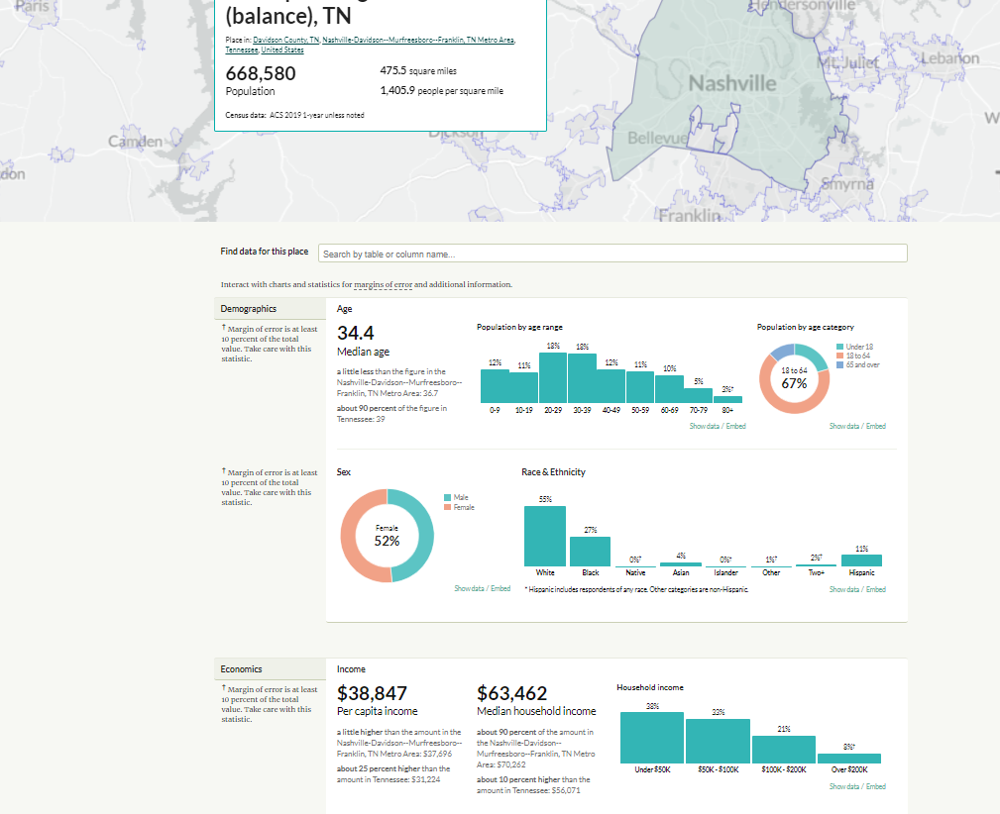 Paris
Hendersonville
(balance), TN
Place in: Davidson County, TN, Nashville-Davidson--Murfreesboro--Franklin, TN Metro Area,
Tennessee, United States
668,580
Population
475.5 square miles
1,405.9 people per square mile
Census data: ACS 2019 1-year unless noted
Mt. Juliet
Lebanon
Nashville
Bellevue
Dickson
Camden
Smyrna
Franklin
Find data for this place
Search by table or column name...
Interact with charts and statistics for margins of error and additional information.
Demographics
† Margin of error is at least
10 percent of the total
value. Take care with this
statistic.
Age
34.4
Median age
a little less than the figure in the
Nashville-Davidson--Murfreesboro--
Franklin, TN Metro Area: 36.7
about 90 percent of the figure in
Tennessee: 39
Population by age range
12% 11% 18% 18% 12% 11% 10% 5% 3%†
0-9 10-19 20-29 30-39 40-49 50-59 60-69 70-79 80+
Show data / Embed
Population by age category
18 to 64
67%
Under 18
18 to 64
65 and over
Show data / Embed
† Margin of error is at least
10 percent of the total
value. Take care with this
statistic.
Sex
Female
52%
Male
Female
Show data / Embed
Race & Ethnicity
55% 27% 0%† 4% 0%† 1%† 2%† 11%
White Black Native Asian Islander Other Two+ Hispanic
* Hispanic includes respondents of any race. Other categories are non-Hispanic.
Show data / Embed
Economics
† Margin of error is at least
10 percent of the total
value. Take care with this
statistic.
Income
$38,847
Per capita income
a little higher than the amount in the
Nashville-Davidson--Murfreesboro--
Franklin, TN Metro Area: $37,696
about 25 percent higher than the
amount in Tennessee: $31,224
$63,462
Median household income
about 90 percent of the amount in
the Nashville-Davidson--
Murfreesboro--Franklin, TN Metro
Area: $70,262
about 10 percent higher than the
amount in Tennessee: $56,071
Household income
38% 33% 21% 8%†
Under $50K $50K - $100K $100K - $200K Over $200K
Show data / Embed